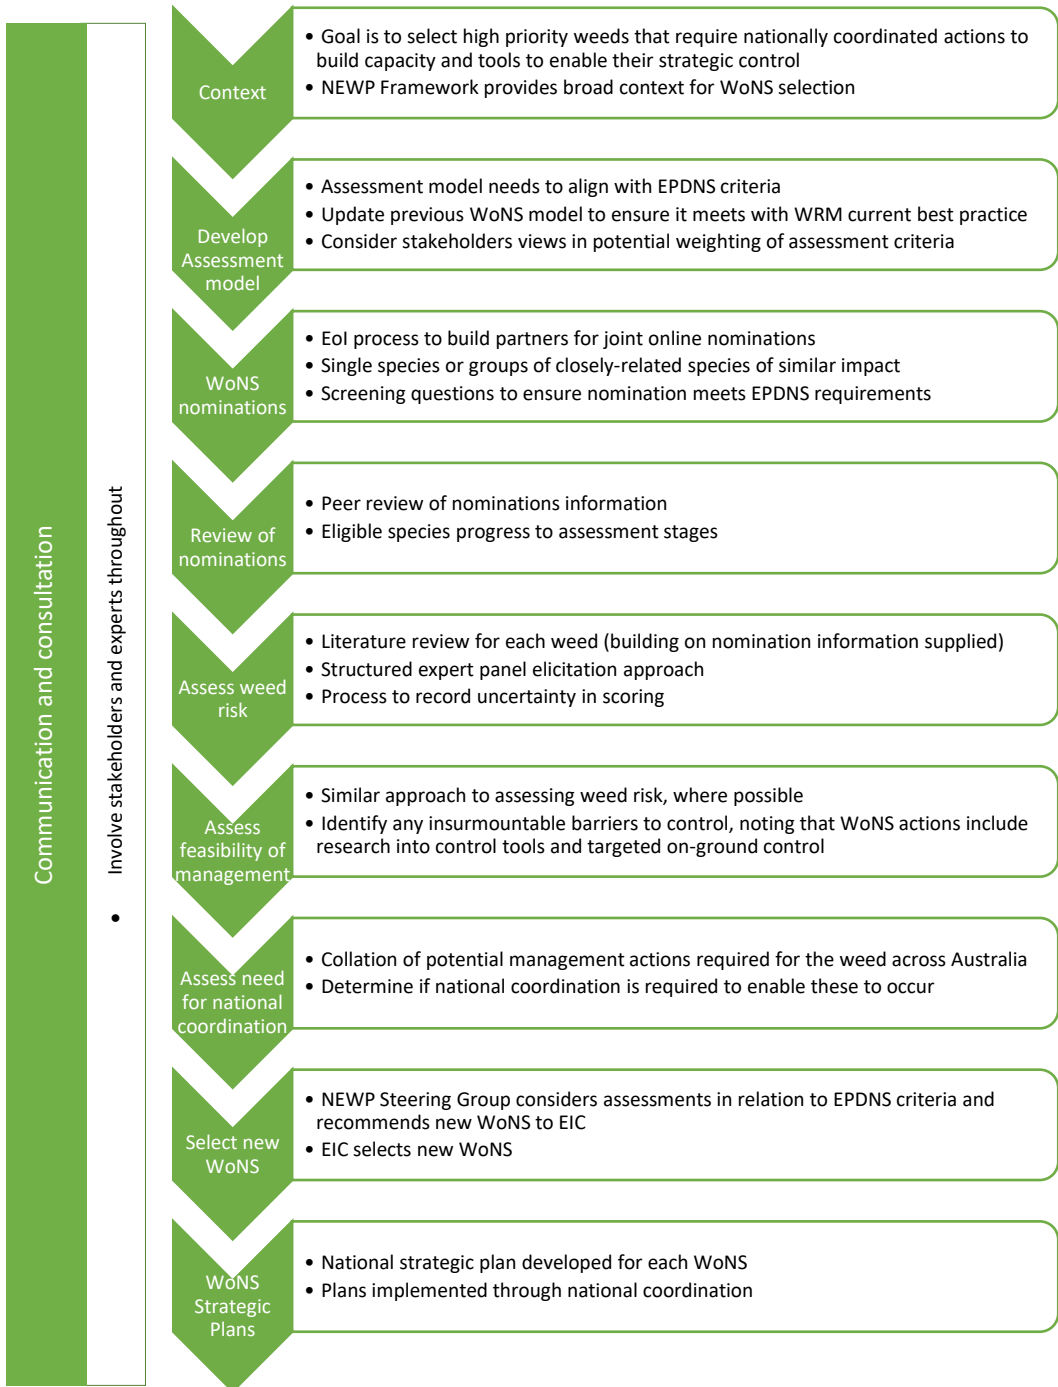 Communication and consultation
• Involve stakeholders and experts throughout
Context
• Goal is to select high priority weeds that require nationally coordinated actions to
build capacity and tools to enable their strategic control
• NEWP Framework provides broad context for WoNS selection
Develop
Assessment
model
• Assessment model needs to align with EPDNS criteria
• Update previous WoNS model to ensure it meets with WRM current best practice
• Consider stakeholders views in potential weighting of assessment criteria
WoNS
nominations
• EoI process to build partners for joint online nominations
• Single species or groups of closely-related species of similar impact
• Screening questions to ensure nomination meets EPDNS requirements
Review of
nominations
• Peer review of nominations information
• Eligible species progress to assessment stages
Assess weed
risk
• Literature review for each weed (building on nomination information supplied)
• Structured expert panel elicitation approach
• Process to record uncertainty in scoring
Assess
feasibility of
management
• Similar approach to assessing weed risk, where possible
• Identify any insurmountable barriers to control, noting that WoNS actions include
research into control tools and targeted on-ground control
Assess need
for national
coordination
• Collation of potential management actions required for the weed across Australia
• Determine if national coordination is required to enable these to occur
Select new
WoNS
• NEWP Steering Group considers assessments in relation to EPDNS criteria and
recommends new WoNS to EIC
• EIC selects new WoNS
WoNS
Strategic
Plans
• National strategic plan developed for each WoNS
• Plans implemented through national coordination